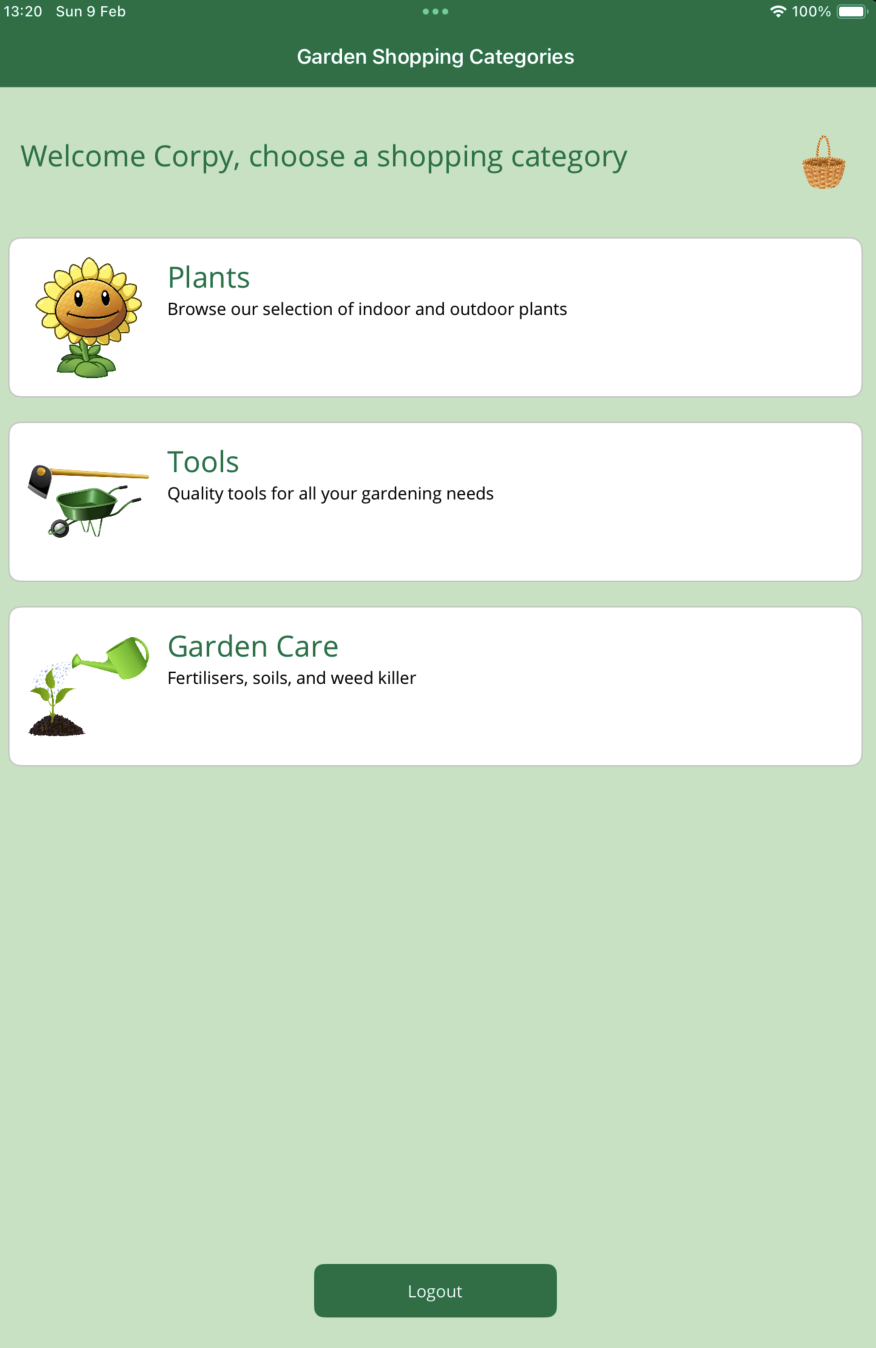 13:20 Sun 9 Feb
100%
Garden Shopping Categories
Welcome Corpy, choose a shopping category
Plants
Browse our selection of indoor and outdoor plants
Tools
Quality tools for all your gardening needs
Garden Care
Fertilisers, soils, and weed killer
Logout